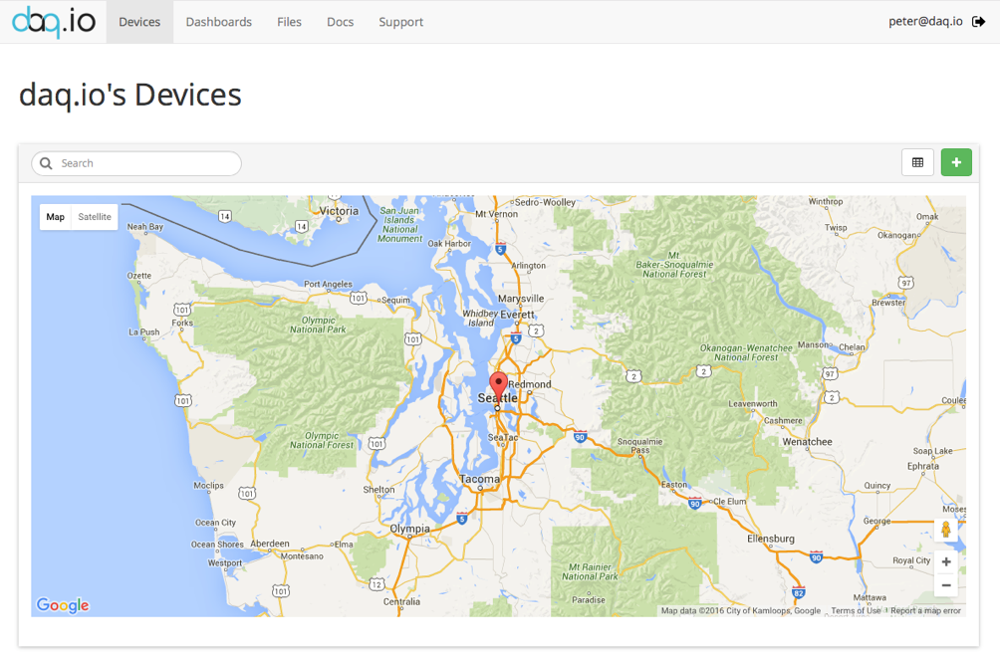 daq.io Devices Dashboards Files Docs Support peter@daq.io
daq.io's Devices
Search
Map Satellite
Neah Bay
14
14
Victoria
San Juan
Islands
National
Monument
Sedro-Woolley
Mt Vernon
Winthrop
Omak
Twisp
Okanogan
Oak Harbor
5
Mt
Baker-Snoqualmie
National Forest
Arlington
Ozette
Port Angeles
101
Sequim
97
Marysville
Brewster
101
Forks
La Push
Olympic
National Park
Whidbey
Island
Everett
2
101
5
Okanogan-Wenatchee
National Forest
Manson
Chelan
2
2
97
Redmond
Seattle
101
2
Leavenworth
Coulee
Cashmere
SeaTac
90
Olympic
National Forest
101
Snoqualmie
Pass
Wenatchee
Soap Lake
Ephrata
Tacoma
Moclips
101
Shelton
Easton
Quincy
90
Cle Elum
Moses
Ocean City
Olympia
5
George
Ocean Shores
Aberdeen
Elma
Montesano
Ellensburg
Westport
90
Royal City
Mt Rainier
National Park
101
12
Centralia
Paradise
82
Mattawa
Google
Map data ©2016 City of Kamloops, Google Terms of Use Report a map error